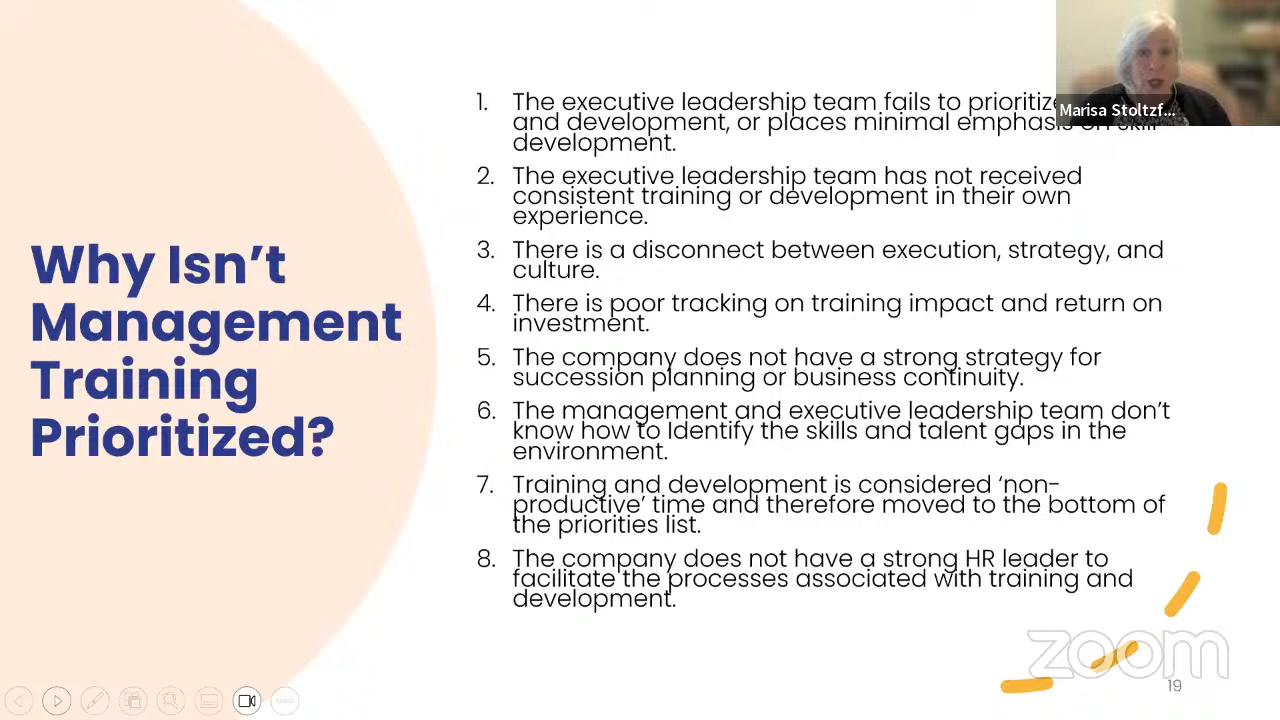 Why Isn't
Management
Training
Prioritized?
1. The executive leadership team fails to
and development, or places minimal emphasis on skill
development.
2. The executive leadership team has not received
consistent training or development in their own
experience.
3. There is a disconnect between execution, strategy, and
culture.
4. There is poor tracking on training impact and return on
investment.
5. The company does not have a strong strategy for
succession planning or business continuity.
6. The management and executive leadership team don't
know how to Identify the skills and talent gaps in the
environment.
7. Training and development is considered 'non-
productive' time and therefore moved to the bottom of
the priorities list.
8. The company does not have a strong HR leader to
facilitate the processes associated with training and
development.
Marisa Stoltzf...
zoom
19